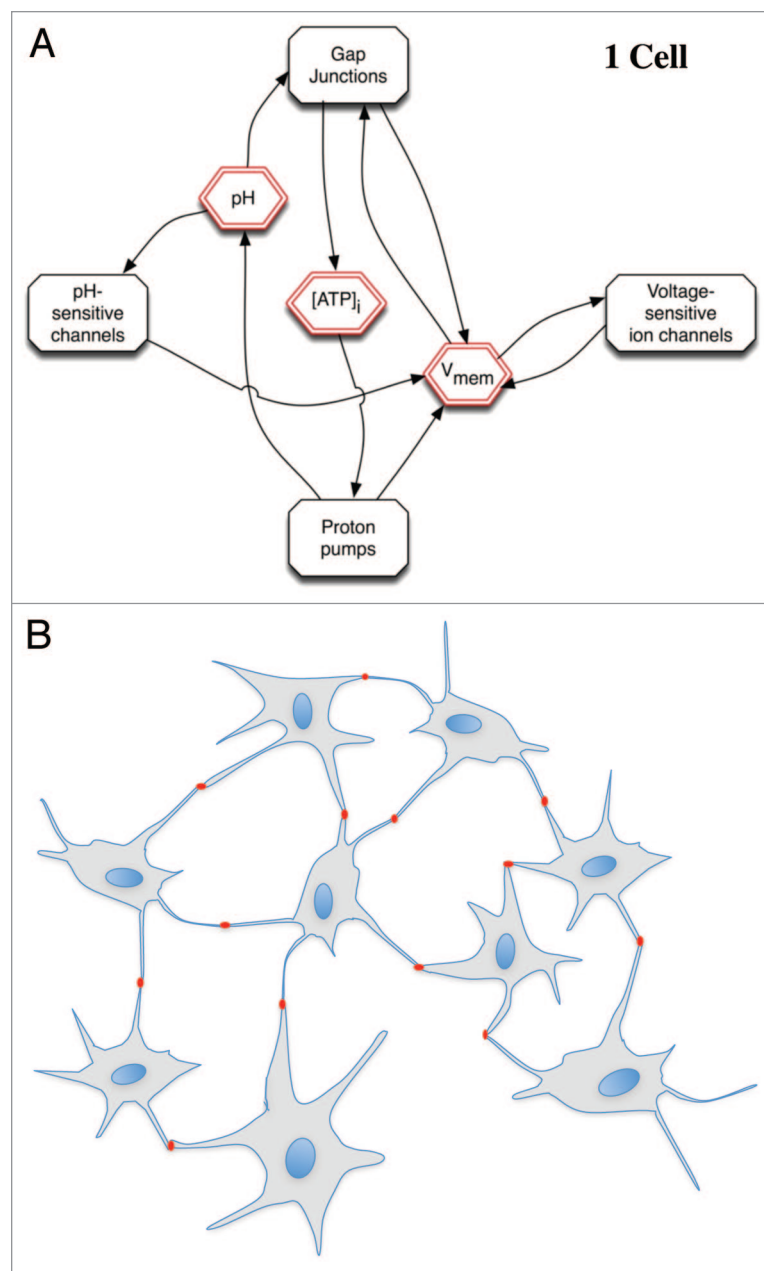 A
1 Cell
Gap
Junctions
pH
pH-
sensitive
channels
[ATP]i
Voltage-
sensitive
ion channels
Vmem
Proton
pumps
B